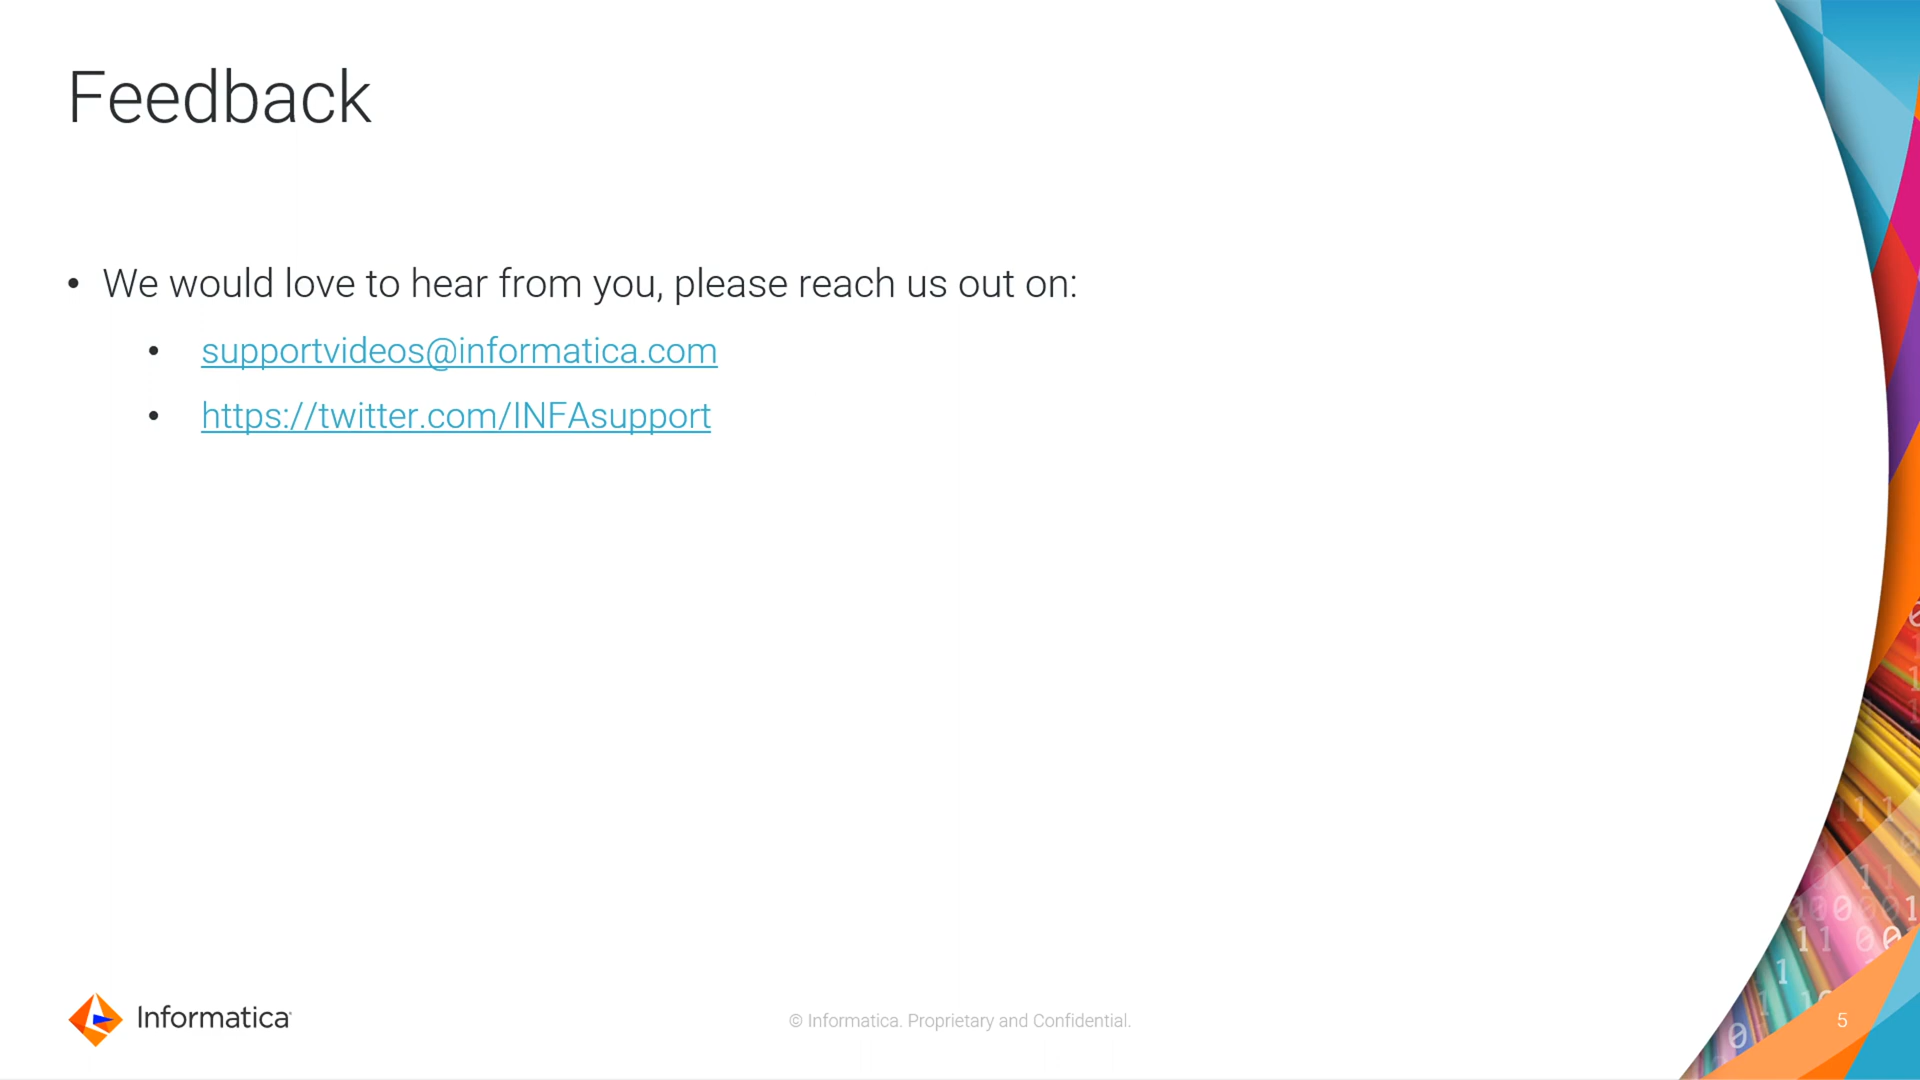 Feedback
• We would love to hear from you, please reach us out on:
• supportvideos@informatica.com
• https://twitter.com/INFAsupport
Informatica
© Informatica. Proprietary and Confidential.
5